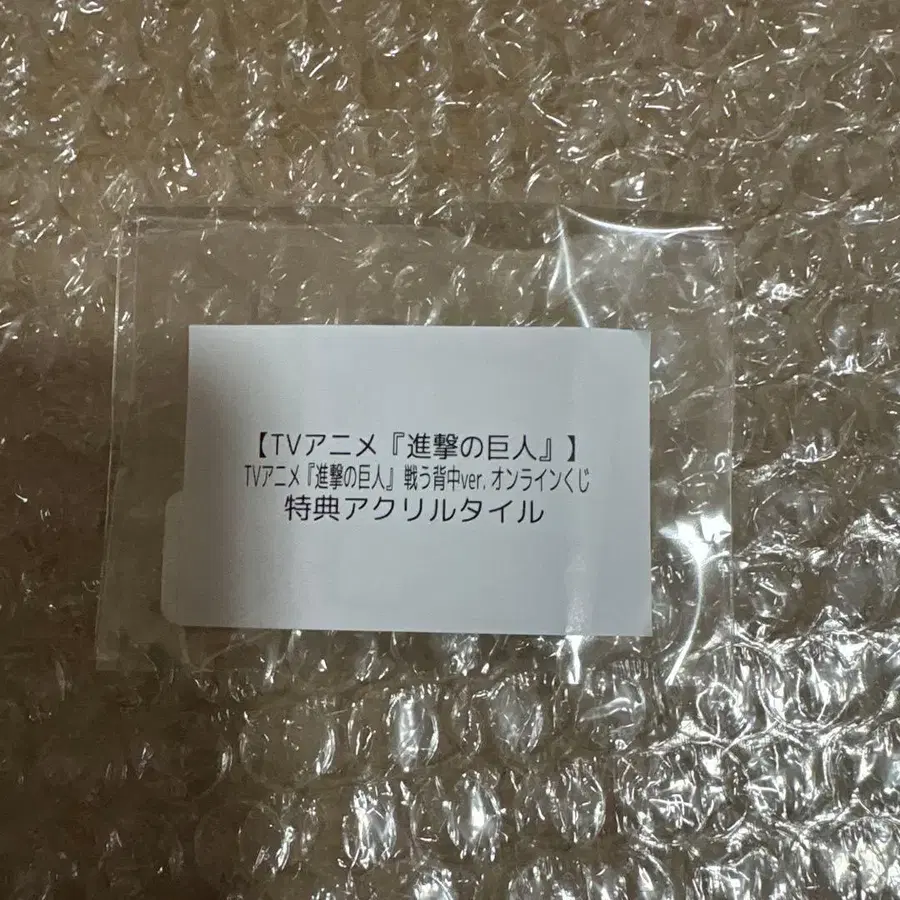 【TVアニメ『進撃の巨人』】
TVアニメ『進撃の巨人』 戦う背中ver. オンラインくじ
特典アクリルタイル